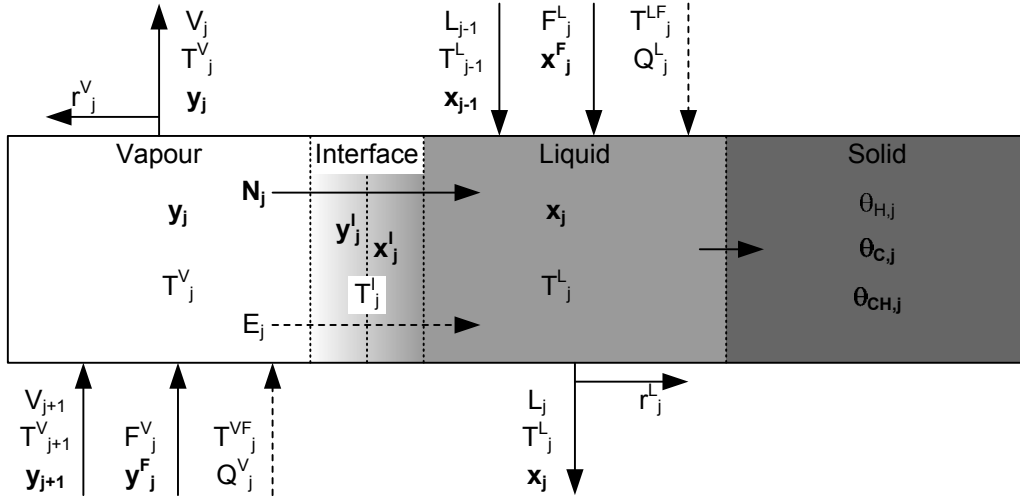 V_j L_{j-1} F^L_j T^{LF}_j
T^V_j T^L_{j-1} x^F_j Q^L_j
r^V_j y_j x_{j-1}
Vapour Interface Liquid Solid
N_j θ_{H,j}
y_j y^I_j x^I_j x_j
θ_{C,j}
T^V_j T^I_j T^L_j θ_{CH,j}
E_j
V_{j+1} L_j r^L_j
T^V_{j+1} F^V_j T^{VF}_j T^L_j
y_{j+1} y^F_j Q^V_j x_j